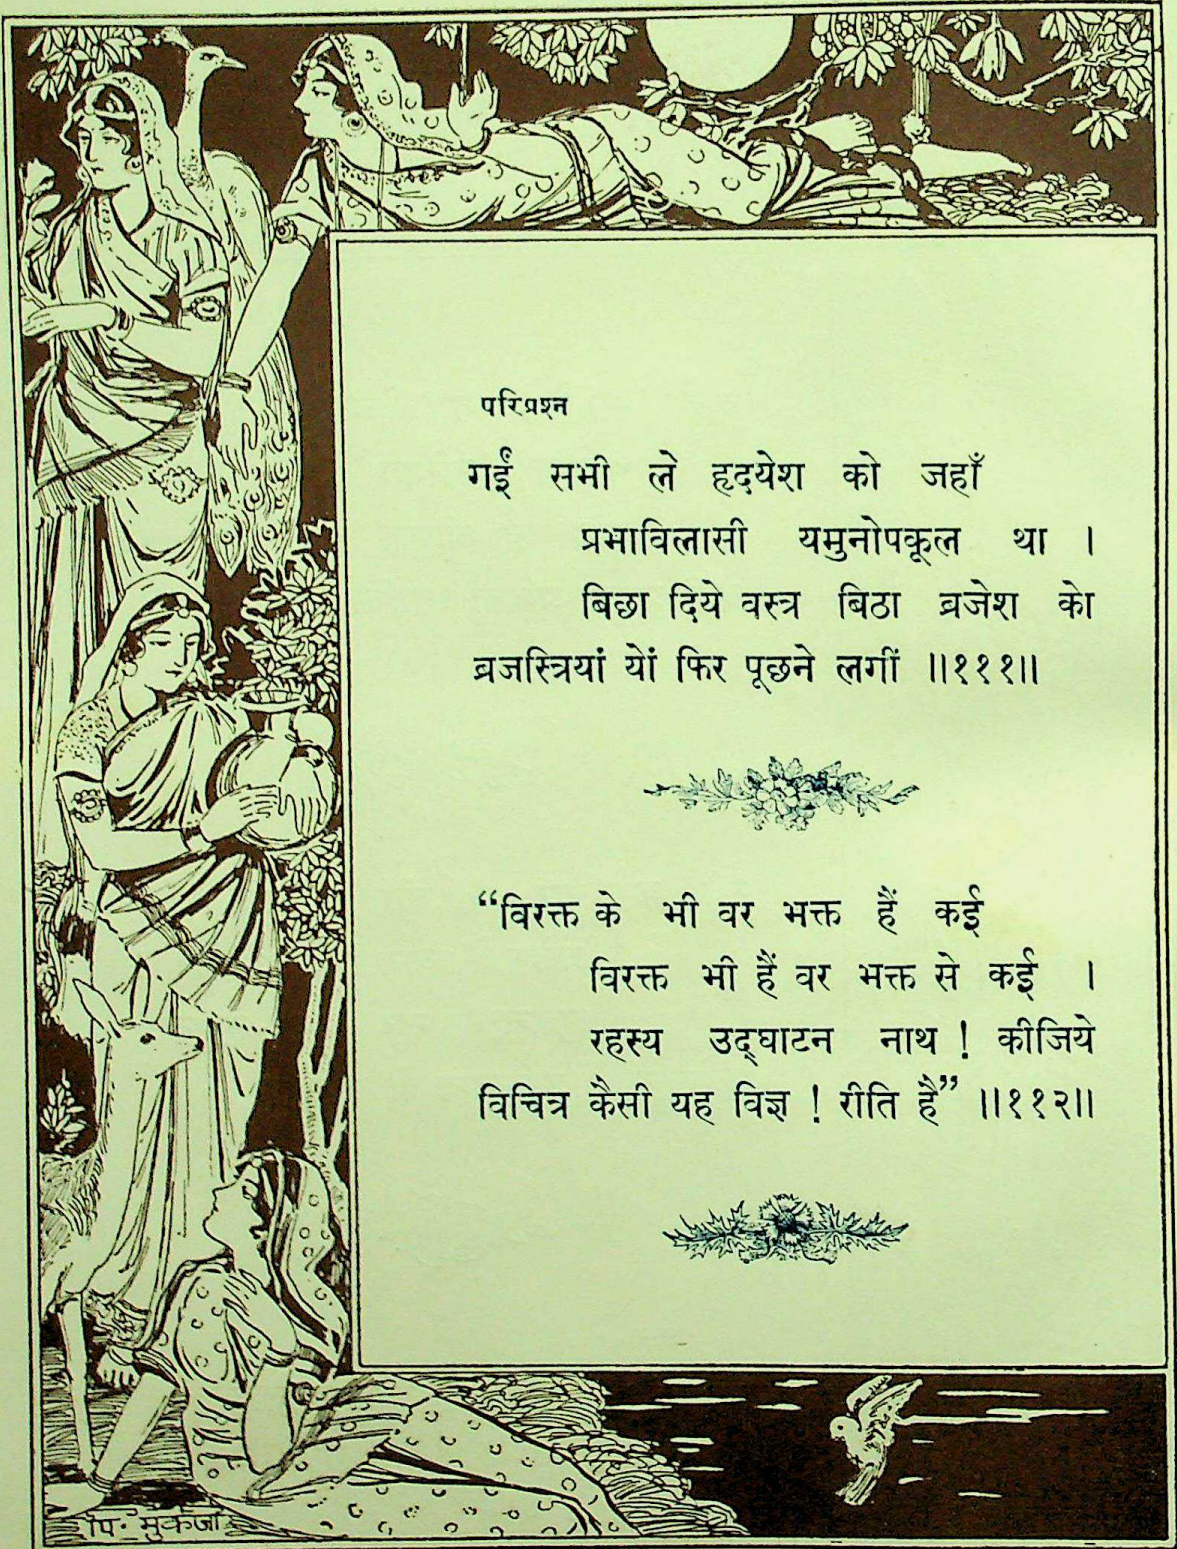 परिप्रश्न
गईं सभी ले हृदयेश को जहाँ
प्रभाविलासी यमुनोपकूल था ।
बिछा दिये वस्त्र बिठा ब्रजेश को
ब्रजस्त्रियां यों फिर पूछने लगीं ॥१११॥
“विरक्त के भी वर भक्त हैं कई
विरक्त भी हैं वर भक्त से कई ।
रहस्य उद्‌घाटन नाथ ! कीजिये
विचित्र कैसी यह विज्ञ ! रीति है” ॥११२॥
पि. मुकर्जी